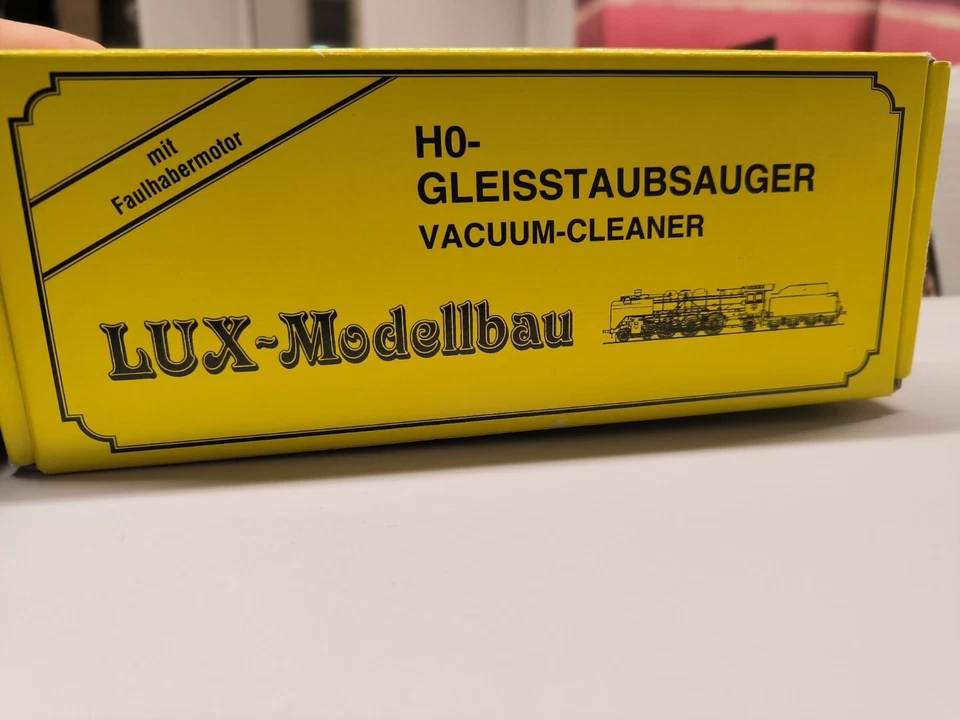 mit
Faulhabermotor
H0-
GLEISSTAUBSAUGER
VACUUM-CLEANER
LUX-Modellbau